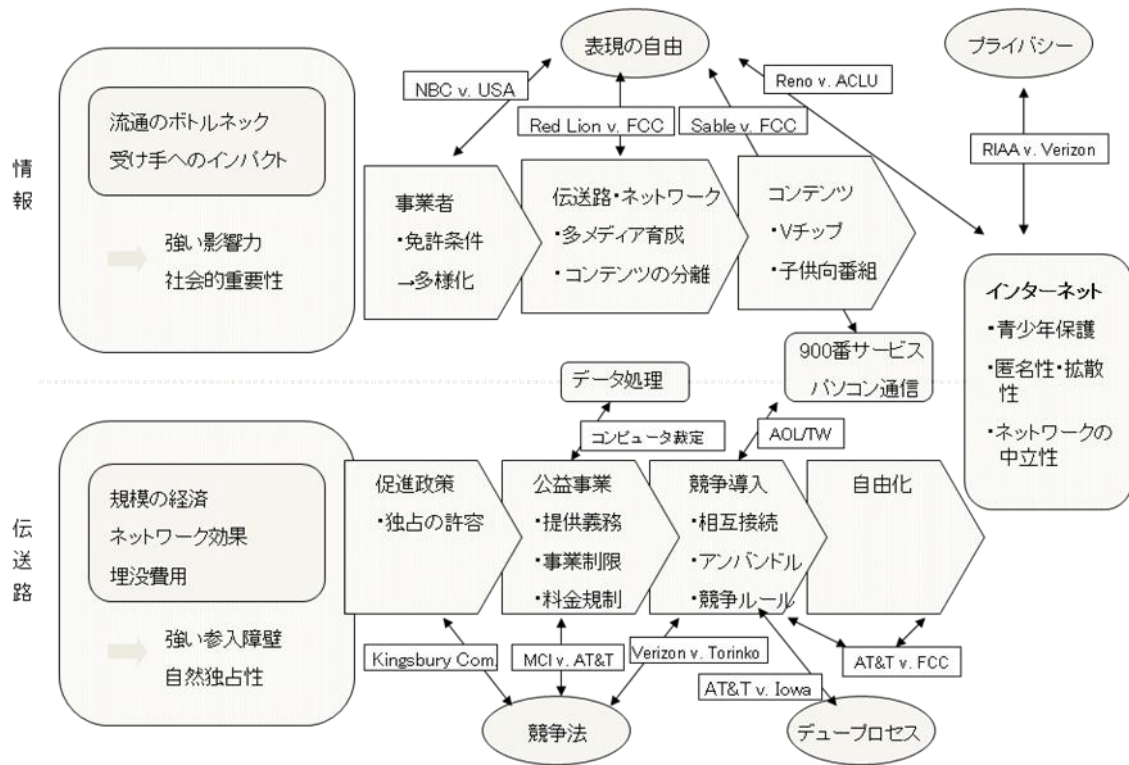 表現の自由
プライバシー
NBC v. USA
Reno v. ACLU
Red Lion v. FCC
Sable v. FCC
RIAA v. Verizon
情報
流通のボトルネック
受け手へのインパクト
強い影響力
社会的重要性
事業者
・免許条件
→多様化
伝送路・ネットワーク
・多メディア育成
・コンテンツの分離
コンテンツ
・Vチップ
・子供向番組
インターネット
・青少年保護
・匿名性・拡散
性
・ネットワークの
中立性
900番サービス
パソコン通信
データ処理
コンピュータ裁定
AOL/TW
伝送路
規模の経済
ネットワーク効果
埋没費用
強い参入障壁
自然独占性
促進政策
・独占の許容
公益事業
・提供義務
・事業制限
・料金規制
競争導入
・相互接続
・アンバンドル
・競争ルール
自由化
Kingsbury Com.
MCI v. AT&T
Verizon v. Torinko
AT&T v. Iowa
AT&T v. FCC
競争法
デュープロセス